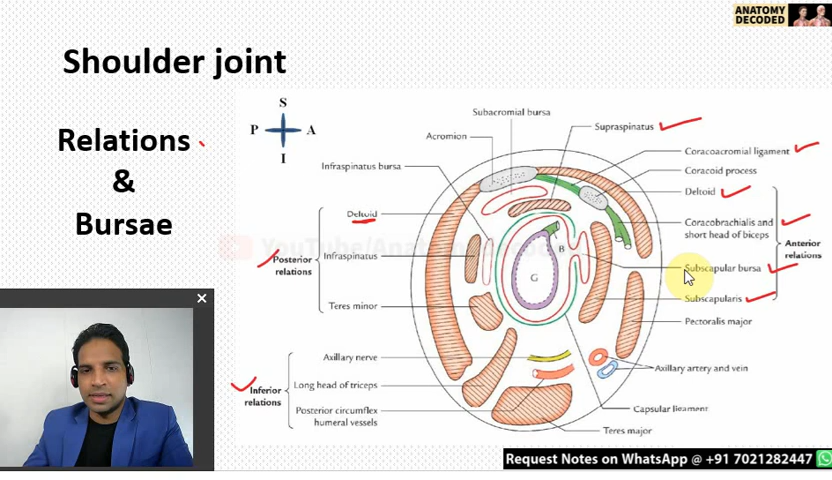 ANATOMY
DECODED
Shoulder joint
Relations
&
Bursae
S
P
A
I
Subacromial bursa
Acromion
Infraspinatus bursa
Supraspinatus
Coracoacromial ligament
Coracoid process
Deltoid
Coracobrachialis and
short head of biceps
Anterior
relations
Subscapular bursa
Subscapularis
Pectoralis major
Axillary artery and vein
Capsular ligament
Teres major
Deltoid
Posterior
relations
Infraspinatus
Teres minor
Axillary nerve
Inferior
relations
Long head of triceps
Posterior circumflex
humeral vessels
B
G
Request Notes on WhatsApp @ +91 7021282447